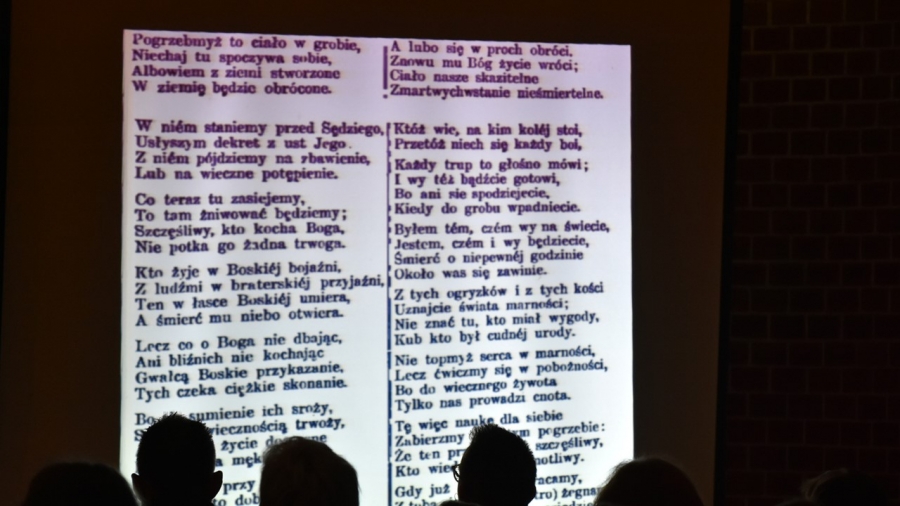 Pogrzebmyż to ciało w grobie,
Niechaj tu spoczywa sobie,
Albowiem z ziemi stworzone
W ziemię będzie obrócone.
W niém staniemy przed Sędziego,
Usłyszym dekret z ust Jego.
Z niém pójdziemy na zbawienie,
Lub na wieczne potępienie.
Co teraz tu zasiejemy,
To tam żniwować będziemy;
Szczęśliwy, kto kocha Boga,
Nie potka go żadna trwoga.
Kto żyje w Boskiéj bojaźni,
Z ludźmi w braterskiéj przyjaźni,
Ten w łasce Boskiéj umiera,
A śmierć mu niebo otwiera.
Lecz co o Boga nie dbając,
Ani bliźnich nie kochając
Gwałcą Boskie przykazanie,
Tych czeka ciężkie skonanie.
sumienie ich sroży,
wiecznością trwoży,
życie
przy
A lubo się w proch obróci,
Znowu mu Bóg życie wróci;
Ciało nasze skazitelne
Zmartwychwstanie nieśmiertelne.
Któż wie, na kim koléj stoi,
Przetóż niech się każdy boi,
Każdy trup to głośno mówi;
I wy téż bądźcie gotowi,
Bo ani się spodziejecie,
Kiedy do grobu wpadniecie.
Byłem tém, czém wy na świecie,
Jestem, czém i wy będziecie,
Śmierć o niepewnéj godzinie
Około was się zawinie.
Z tych ogryzków i z tych kości
Uznajcie świata marności;
Nie znać tu, kto miał wygody,
Kub kto był cudnéj urody.
Nie topmyż serca w marności,
Lecz ćwiczmy się w pobożności,
Bo do wiecznego żywota
Tylko nas prowadzi cnota.
Tę więc naukę dla siebie
Zabierzmy pogrzebie:
Że ten szczęśliwy,
Kto
Gdy już